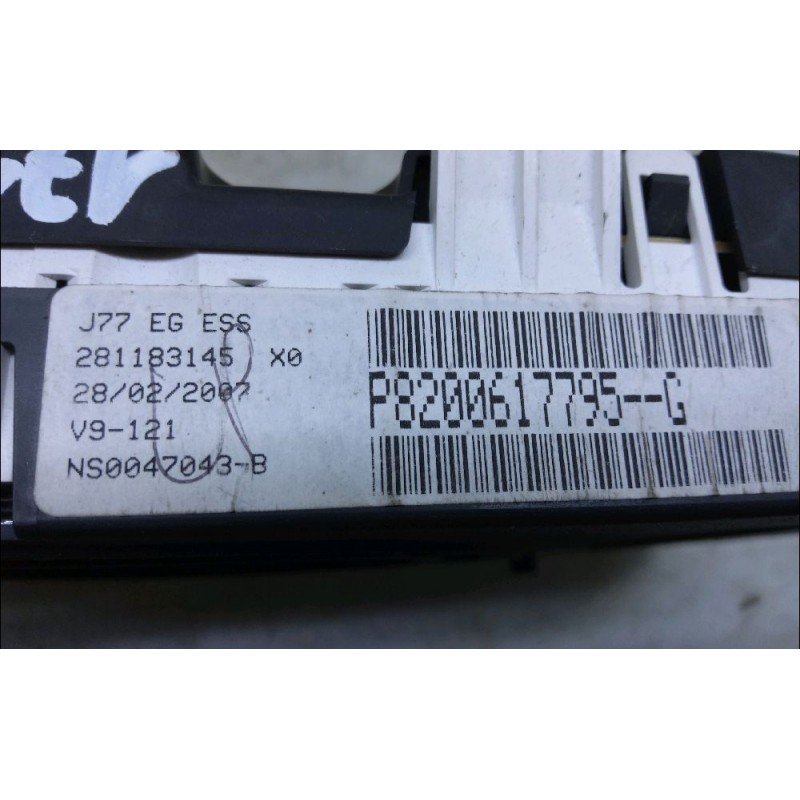 J77 EG ESS
281183145 X0
28/02/2007
V9-121
NS0047043-B
P8200617795--G